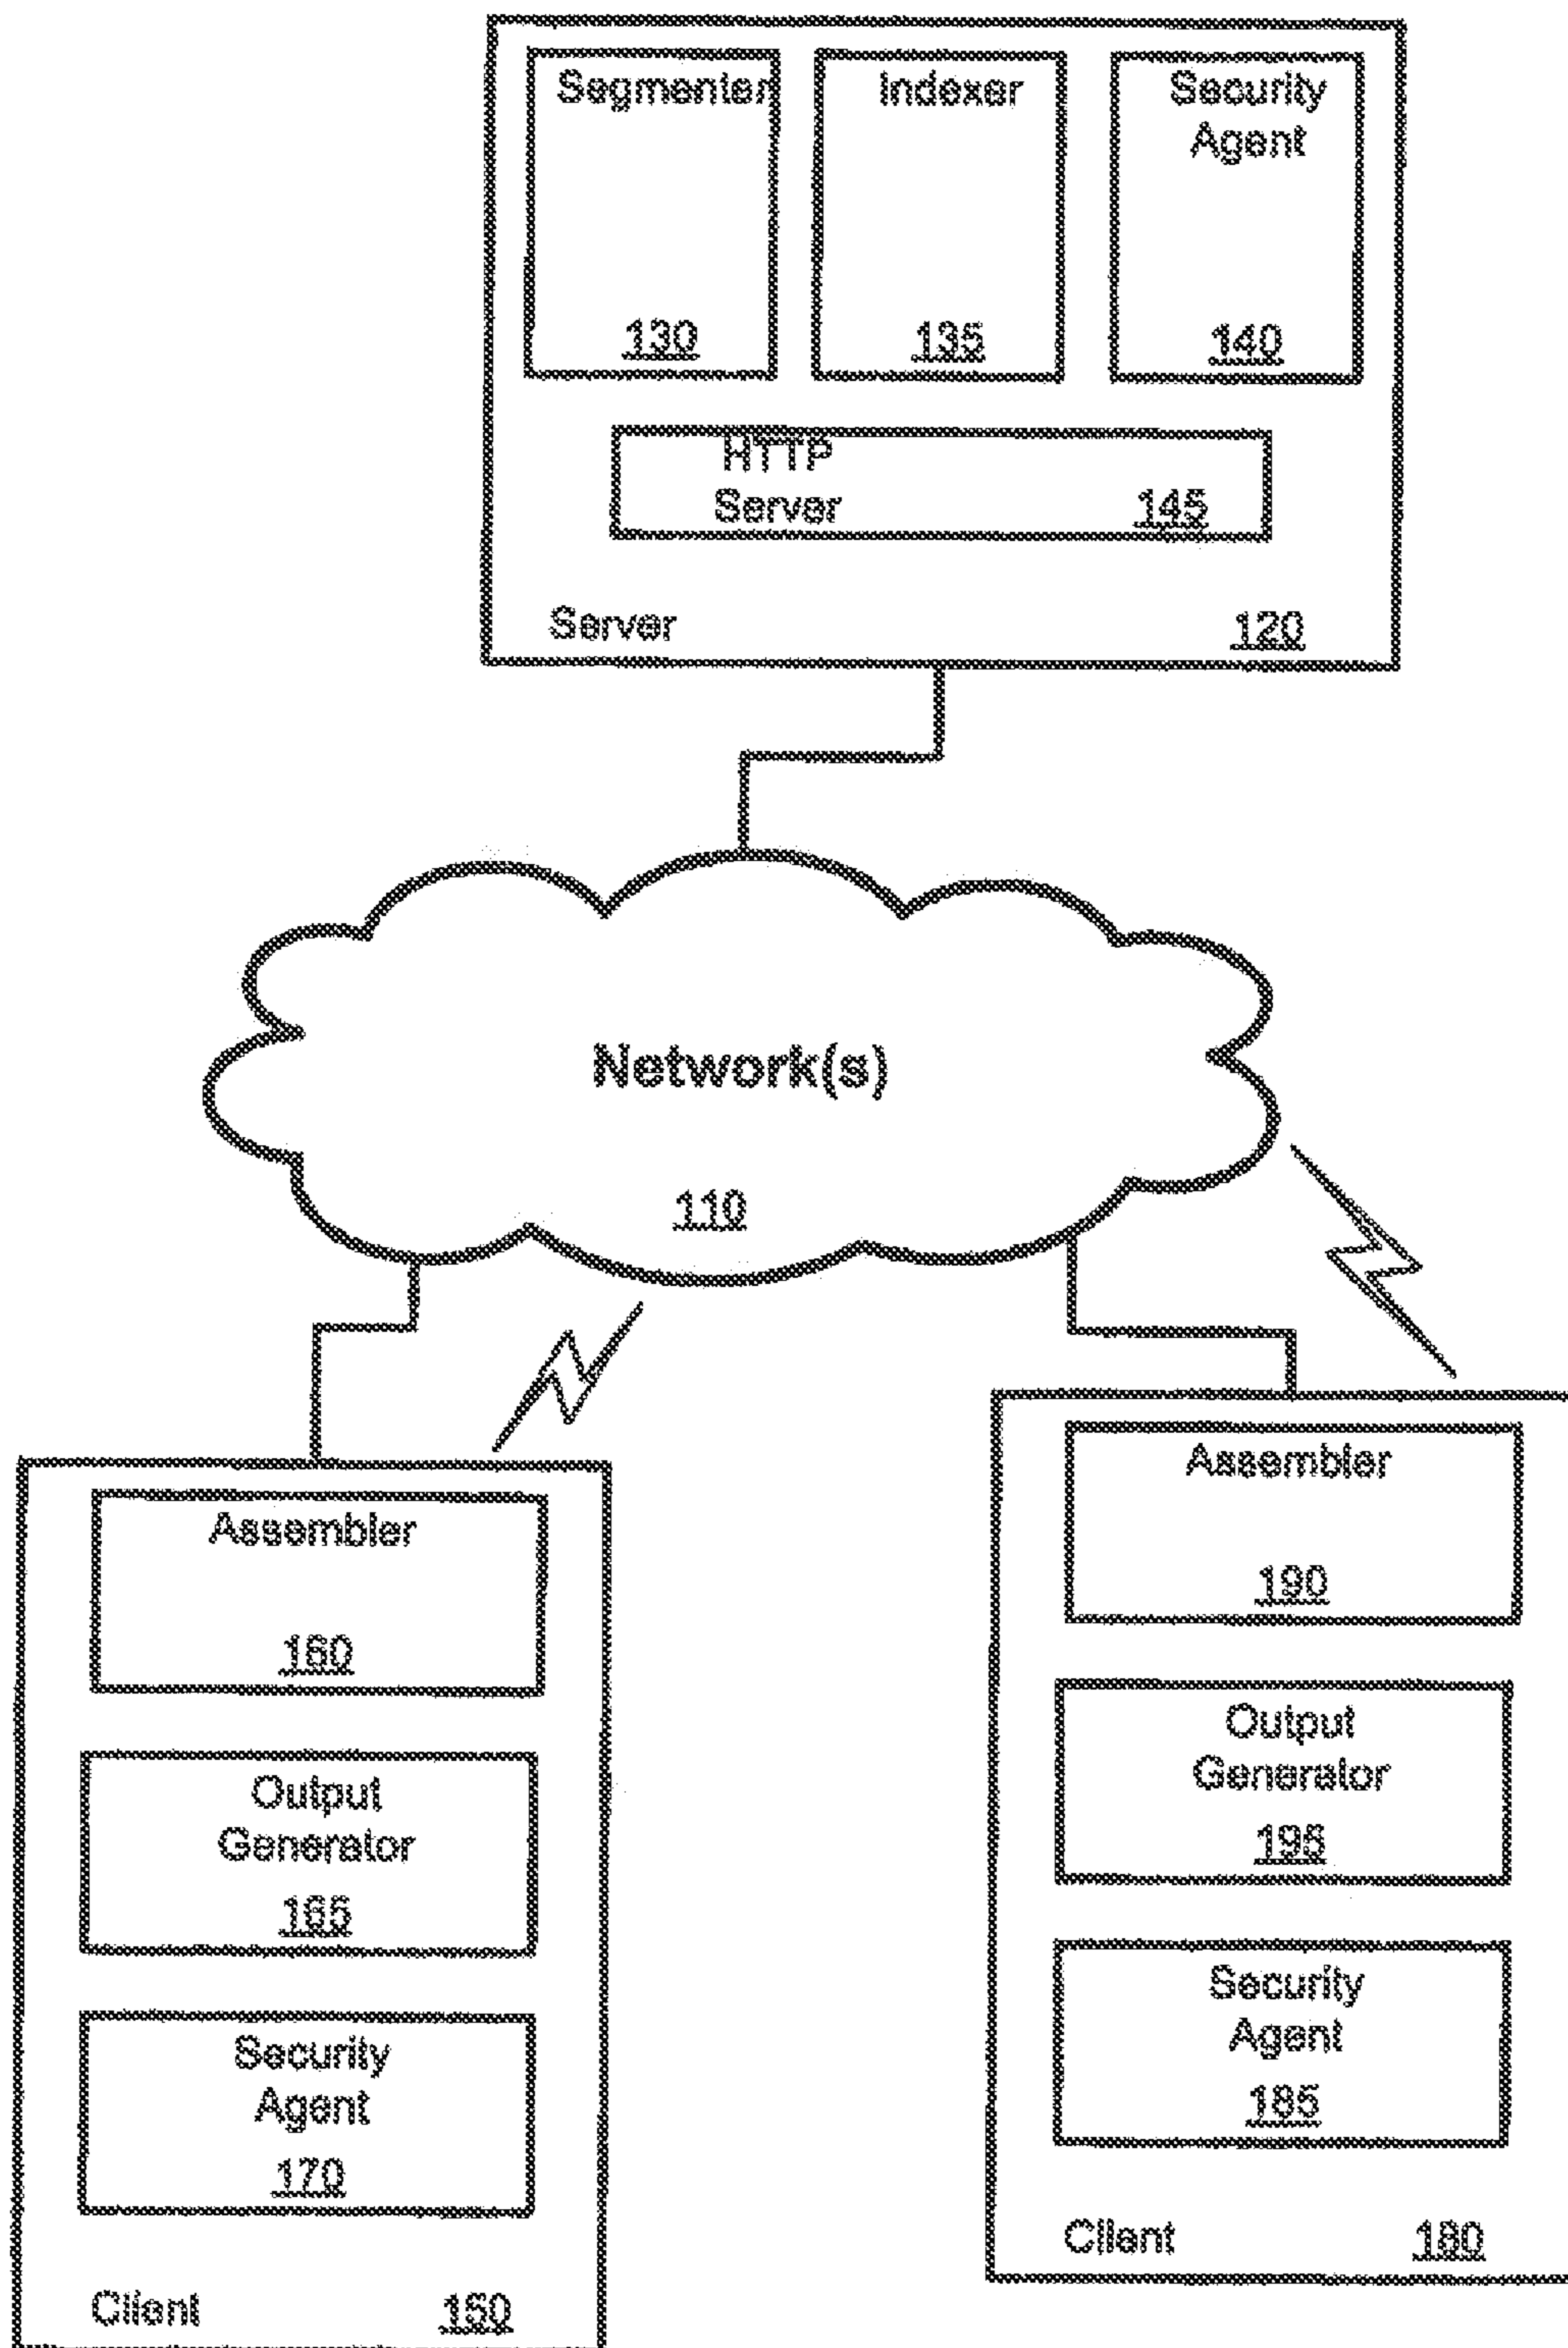 Segmenter
130
Indexer
135
Security
Agent
140
HTTP
Server
145
Server
120
Network(s)
110
Assembler
160
Output
Generator
165
Security
Agent
170
Client
150
Assembler
190
Output
Generator
195
Security
Agent
185
Client
180